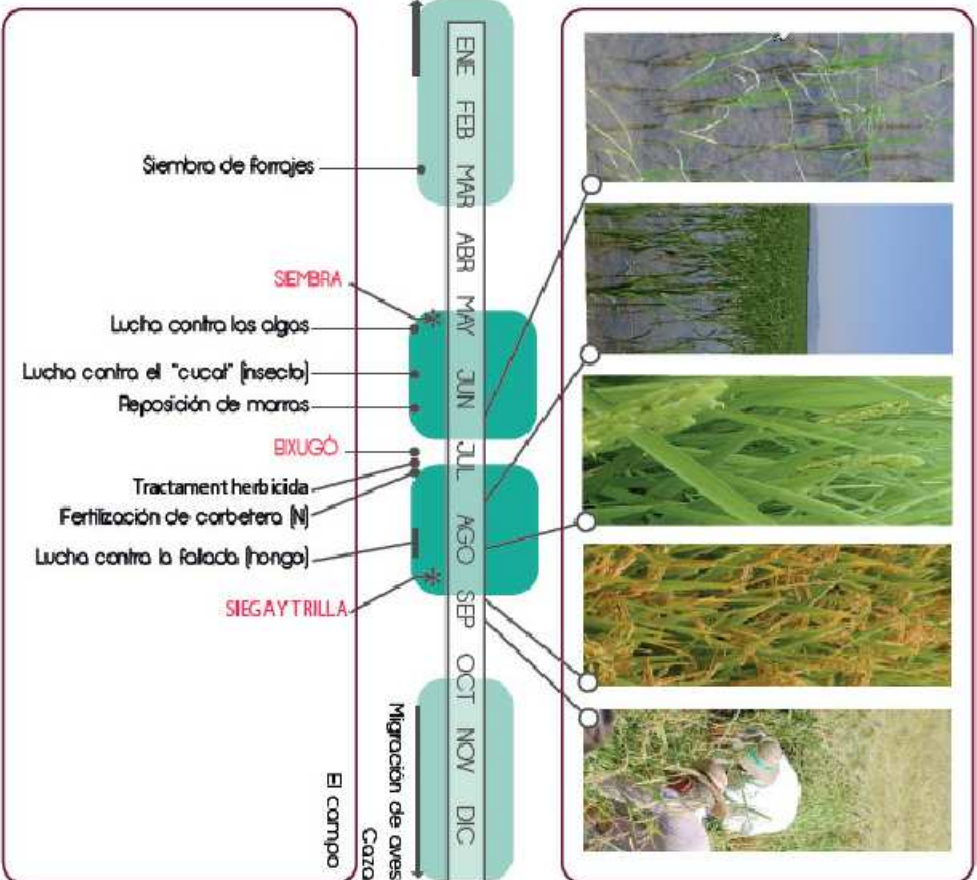 ENE
FEB
MAR
ABR
MAY
JUN
JUL
AGO
SEP
OCT
NOV
DIC
Siembra de forrajes
SIEMBRA
Lucha contra las algas
Lucha contra el "cucat" (insecto)
Reposición de marras
BIXUGÓ
Tractament herbicida
Fertilización de carbetera (N)
Lucha contra la fallada (hongo)
SIEGA Y TRILLA
Migración de aves
Caza
El campo